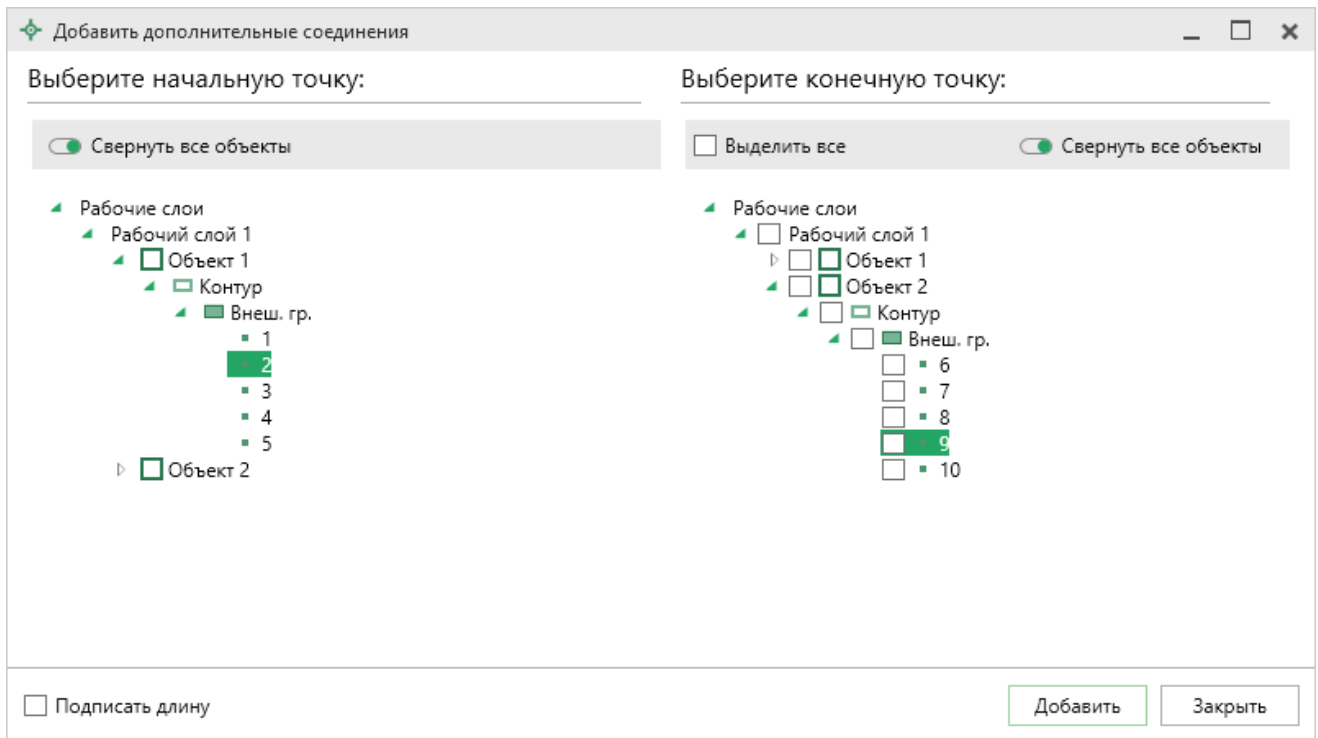 Добавить дополнительные соединения
Выберите начальную точку:
Свернуть все объекты
Рабочие слои
Рабочий слой 1
Объект 1
Контур
Внеш. гр.
1
2
3
4
5
Объект 2
Выберите конечную точку:
Выделить все
Свернуть все объекты
Рабочие слои
Рабочий слой 1
Объект 1
Объект 2
Контур
Внеш. гр.
6
7
8
9
10
Подписать длину
Добавить
Закрыть